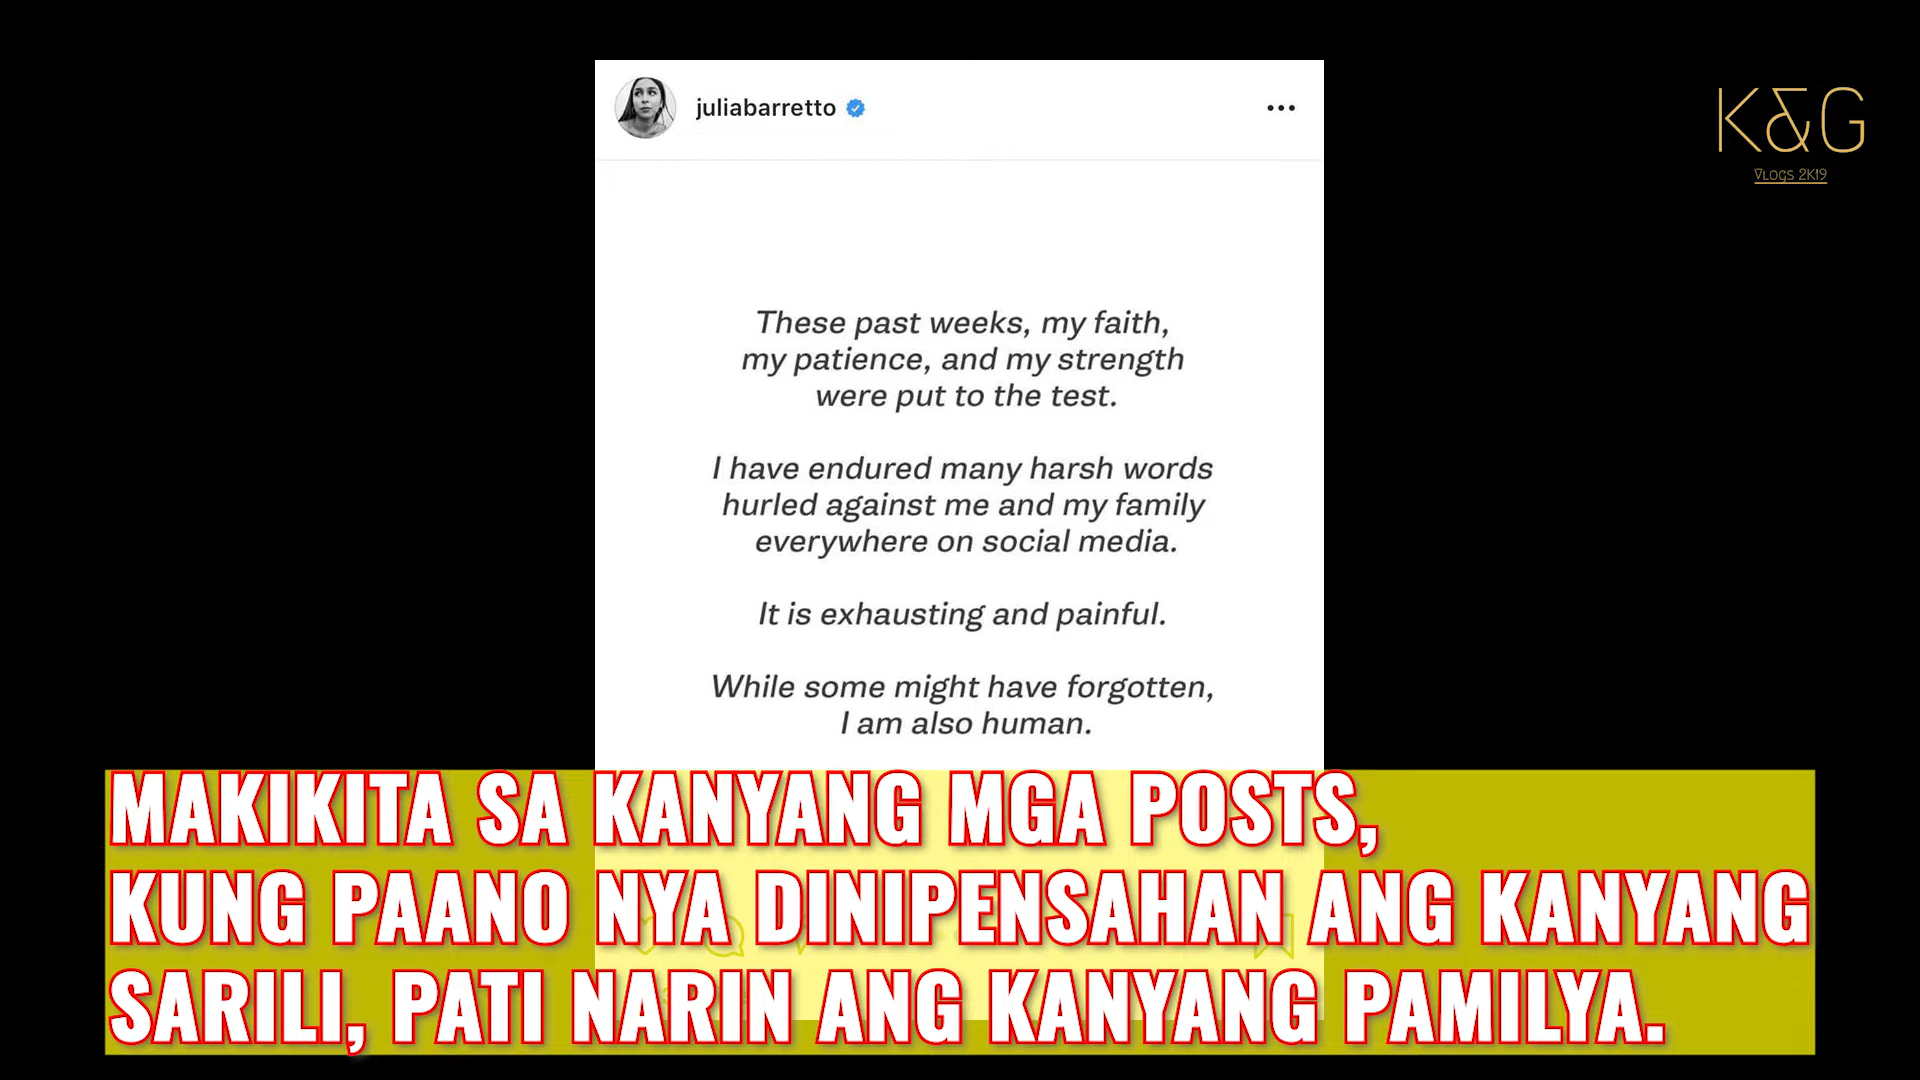 juliabarretto
K&G
VLOGS 2K19
These past weeks, my faith,
my patience, and my strength
were put to the test.
I have endured many harsh words
hurled against me and my family
everywhere on social media.
It is exhausting and painful.
While some might have forgotten,
I am also human.
MAKIKITA SA KANYANG MGA POSTS,
KUNG PAANO NYA DINIPENSAHAN ANG KANYANG
SARILI, PATI NARIN ANG KANYANG PAMILYA.